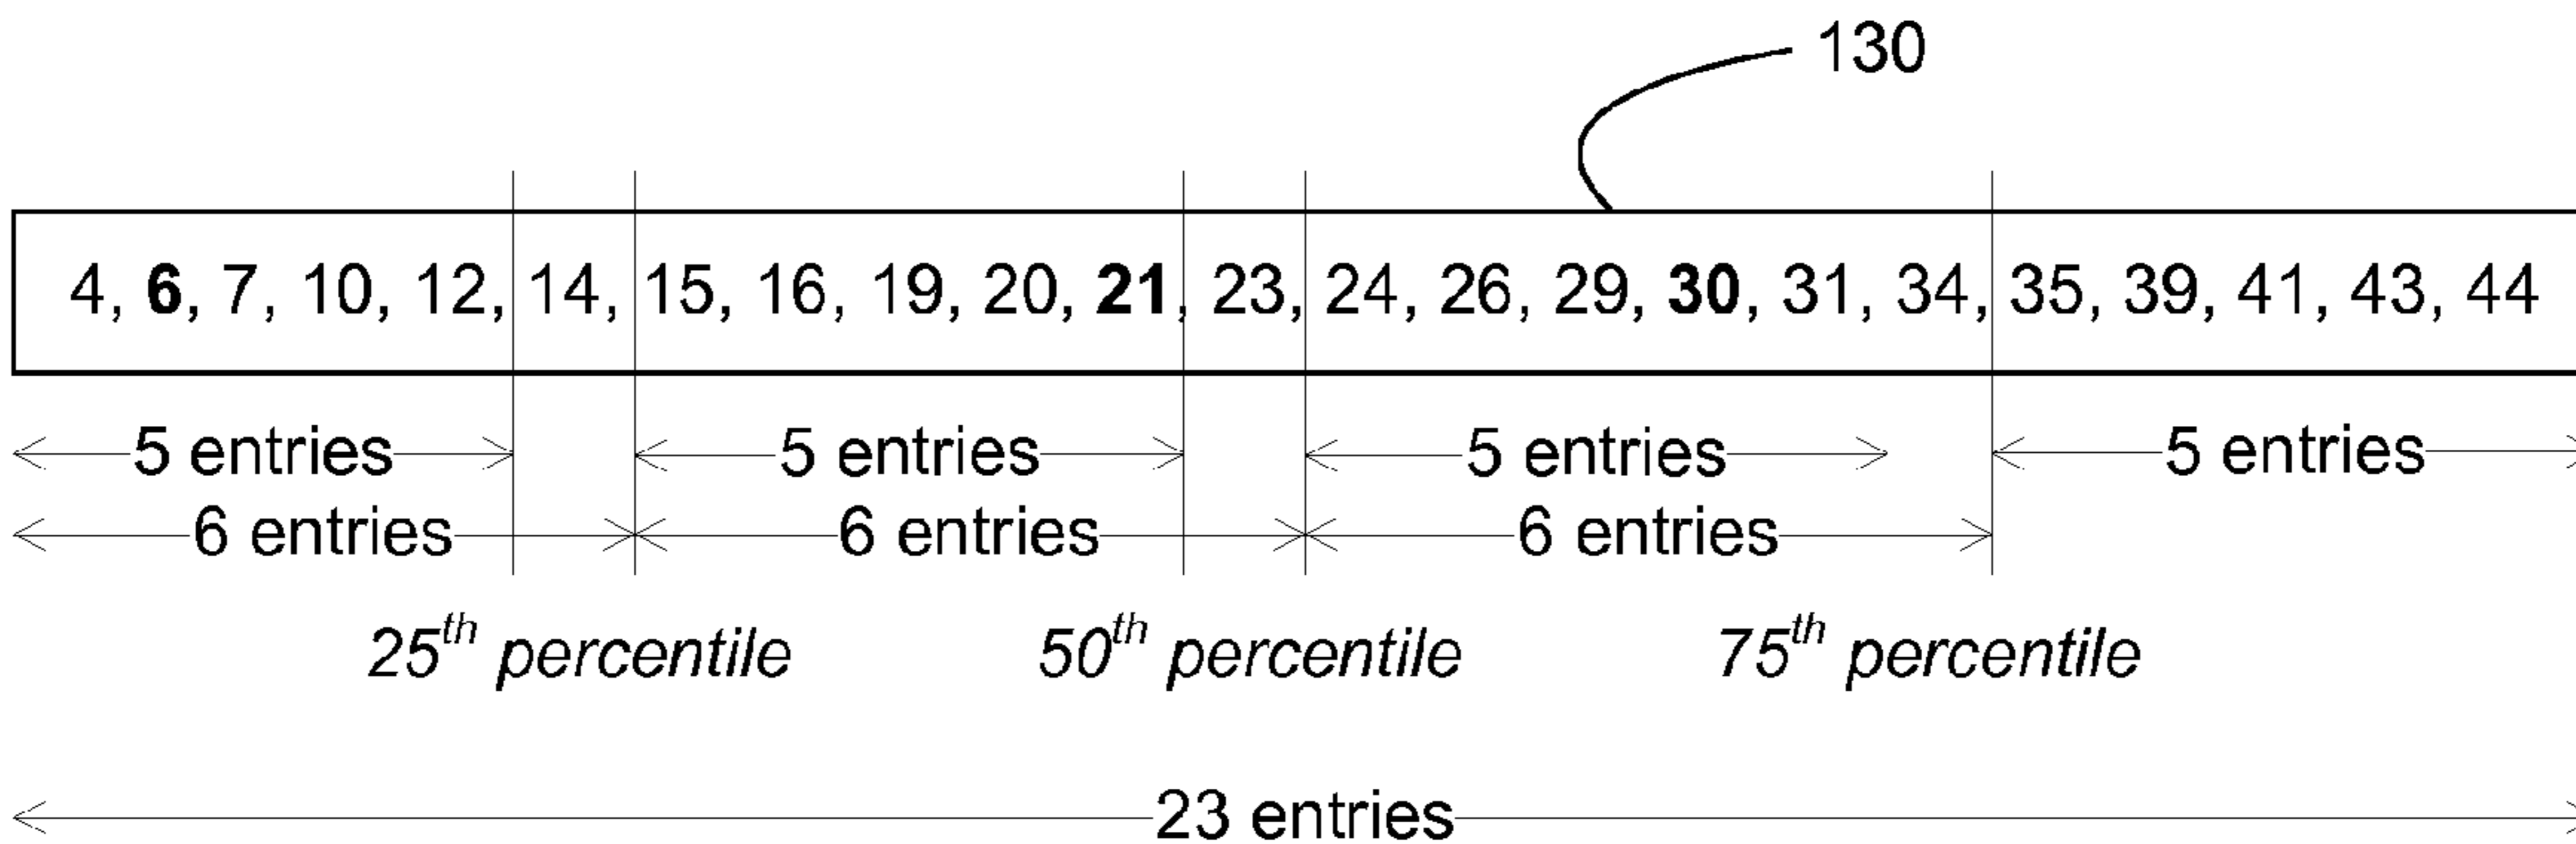 130
4, 6, 7, 10, 12, 14, 15, 16, 19, 20, 21, 23, 24, 26, 29, 30, 31, 34, 35, 39, 41, 43, 44
5 entries 5 entries 5 entries 5 entries
6 entries 6 entries 6 entries
25th percentile 50th percentile 75th percentile
23 entries